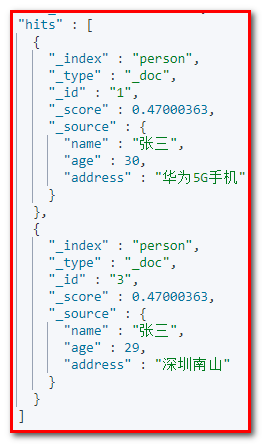 "hits" : [
{
"_index" : "person",
"_type" : "_doc",
"_id" : "1",
"_score" : 0.47000363,
"_source" : {
"name" : "张三",
"age" : 30,
"address" : "华为5G手机"
}
},
{
"_index" : "person",
"_type" : "_doc",
"_id" : "3",
"_score" : 0.47000363,
"_source" : {
"name" : "张三",
"age" : 29,
"address" : "深圳南山"
}
}
]